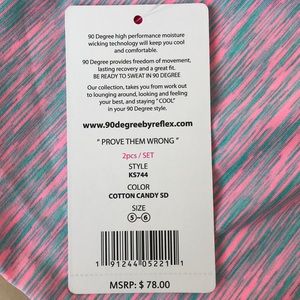 90 Degree high performance moisture
wicking technology will keep you cool
and comfortable.
90 Degree provides freedom of movement,
lasting recovery and a great fit.
BE READY TO SWEAT IN 90 DEGREE
Our collection, takes you from work out
to lounging around, looking and feeling
your best, and staying "COOL"
in your 90 Degree style.
www.90degreebyreflex.com
"PROVE THEM WRONG"
2pcs / SET
STYLE
KS744
COLOR
COTTON CANDY SD
SIZE
5-6
1 91244 05221 1
MSRP: $ 78.00